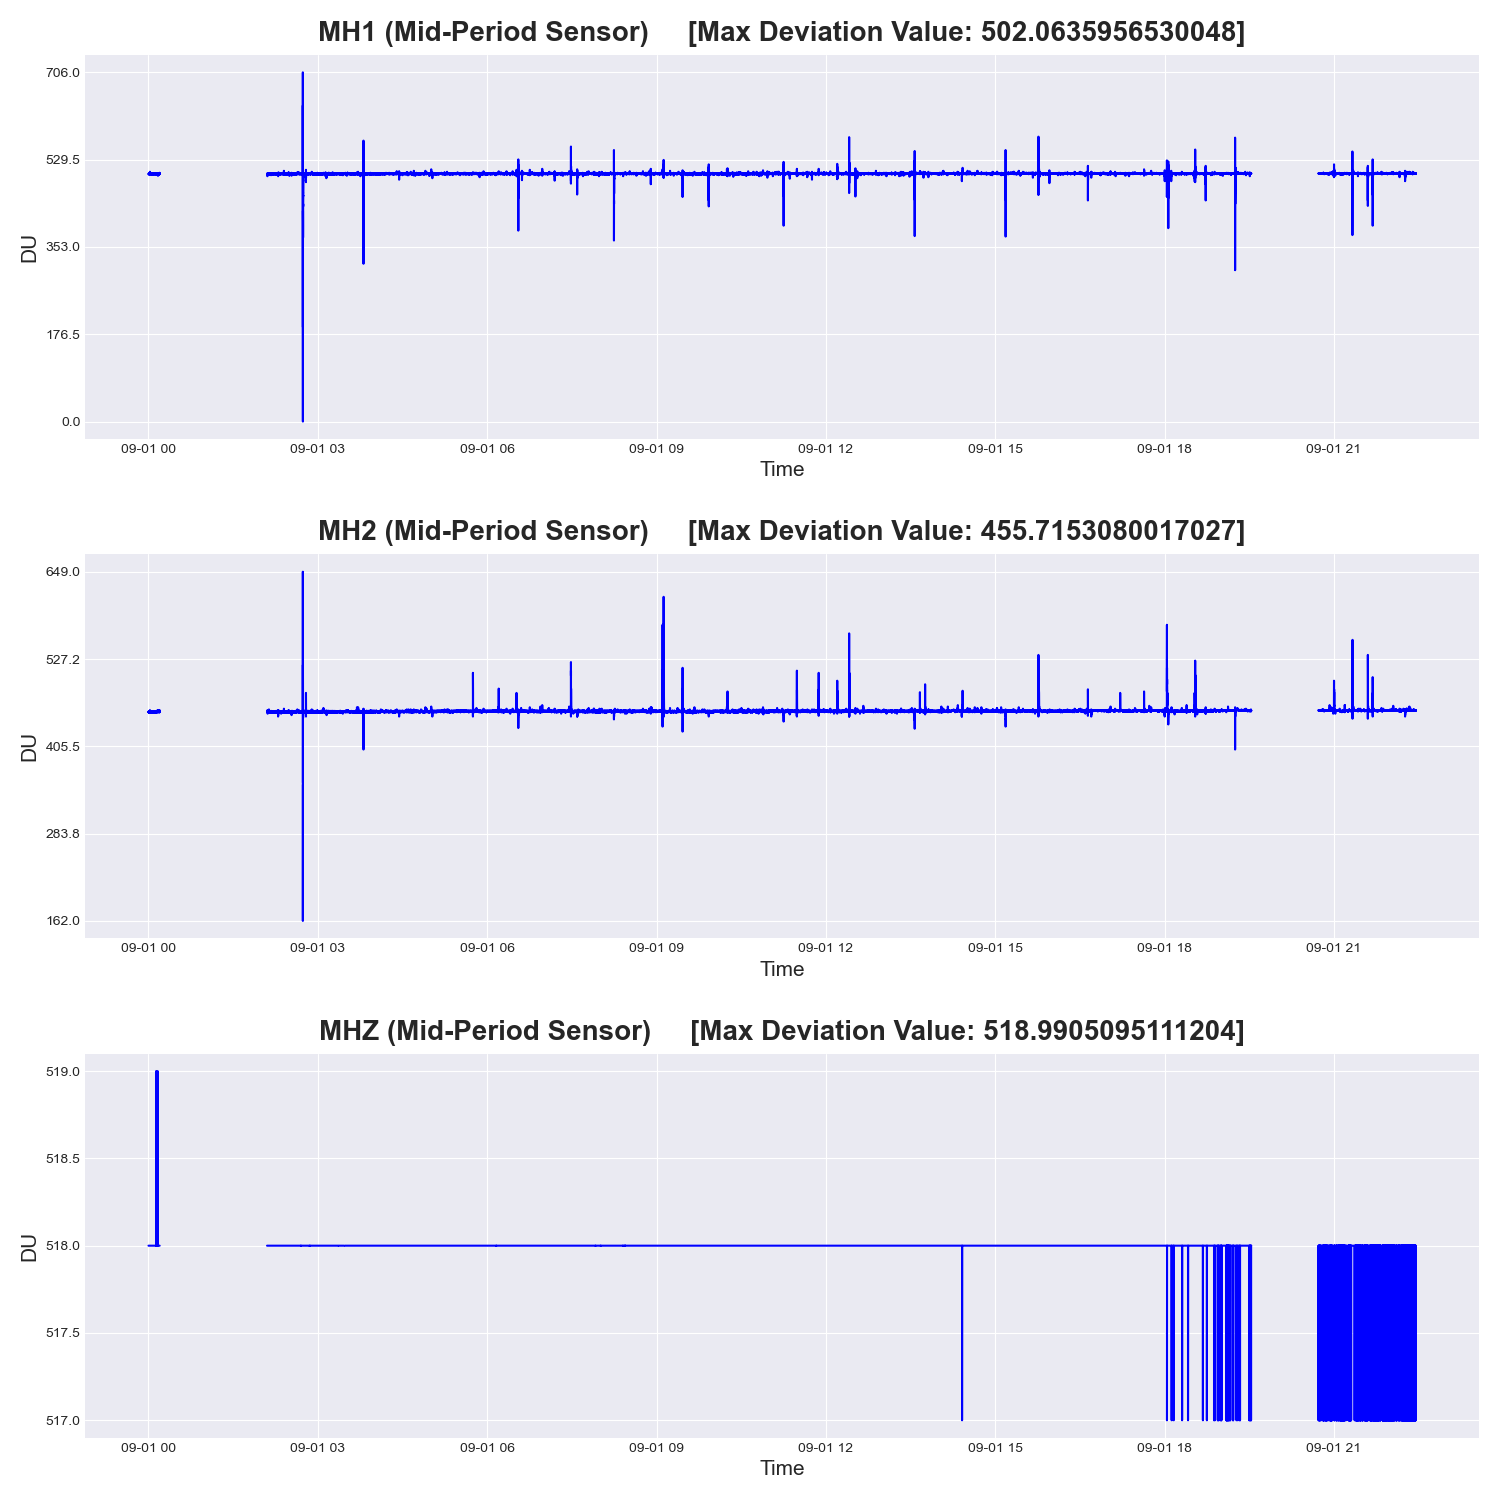 MH1 (Mid-Period Sensor) [Max Deviation Value: 502.0635956530048]
706.0
529.5
353.0
176.5
0.0
DU
09-01 00 09-01 03 09-01 06 09-01 09 09-01 12 09-01 15 09-01 18 09-01 21
Time
MH2 (Mid-Period Sensor) [Max Deviation Value: 455.7153080017027]
649.0
527.2
405.5
283.8
162.0
DU
09-01 00 09-01 03 09-01 06 09-01 09 09-01 12 09-01 15 09-01 18 09-01 21
Time
MHZ (Mid-Period Sensor) [Max Deviation Value: 518.9905095111204]
519.0
518.5
518.0
517.5
517.0
DU
09-01 00 09-01 03 09-01 06 09-01 09 09-01 12 09-01 15 09-01 18 09-01 21
Time